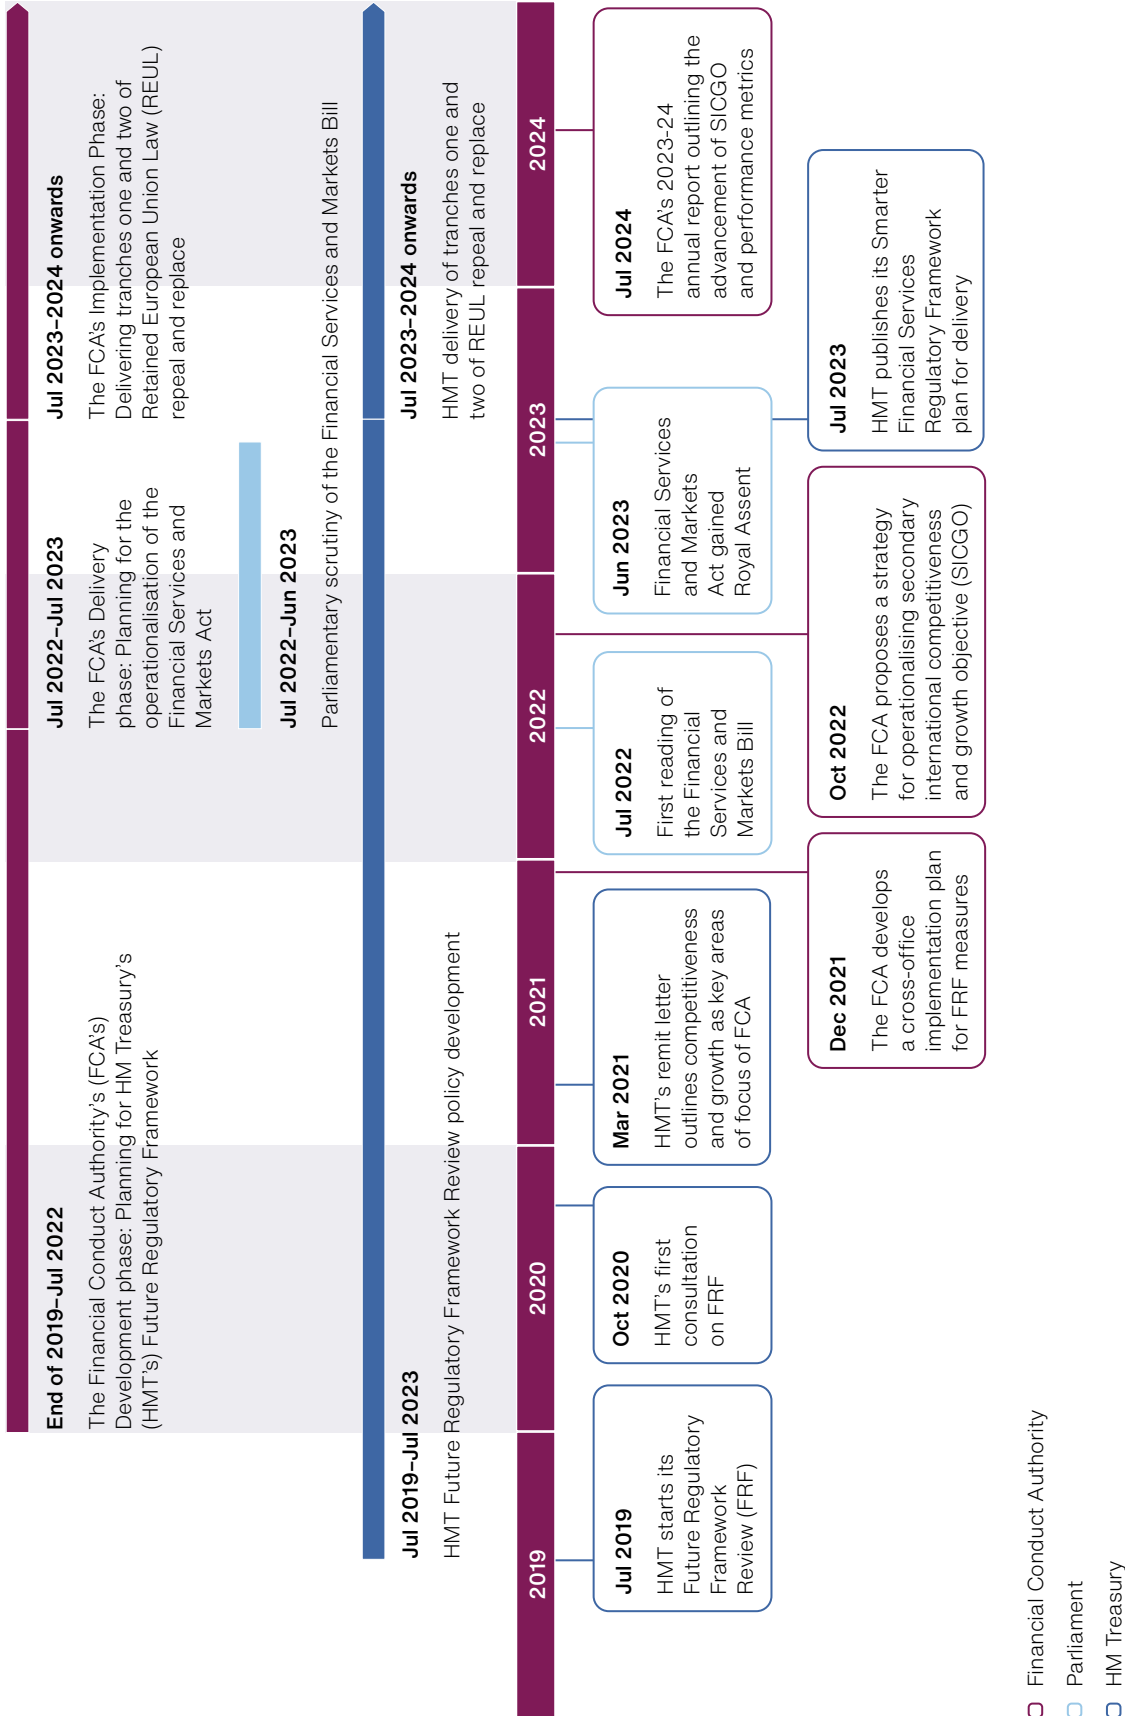 End of 2019–Jul 2022
The Financial Conduct Authority's (FCA's)
Development phase: Planning for HM Treasury's
(HMT's) Future Regulatory Framework
Jul 2022–Jul 2023
The FCA's Delivery
phase: Planning for the
operationalisation of the
Financial Services and
Markets Act
Jul 2023–2024 onwards
The FCA's Implementation Phase:
Delivering tranches one and two of
Retained European Union Law (REUL)
repeal and replace
Jul 2022–Jun 2023
Parliamentary scrutiny of the Financial Services and Markets Bill
Jul 2019–Jul 2023
HMT Future Regulatory Framework Review policy development
Jul 2023–2024 onwards
HMT delivery of tranches one and
two of REUL repeal and replace
2019
2020
2021
2022
2023
2024
Jul 2019
HMT starts its
Future Regulatory
Framework
Review (FRF)
Oct 2020
HMT's first
consultation
on FRF
Mar 2021
HMT's remit letter
outlines competitiveness
and growth as key areas
of focus of FCA
Jul 2022
First reading of
the Financial
Services and
Markets Bill
Jun 2023
Financial Services
and Markets
Act gained
Royal Assent
Jul 2024
The FCA's 2023-24
annual report outlining the
advancement of SICGO
and performance metrics
Dec 2021
The FCA develops
a cross-office
implementation plan
for FRF measures
Oct 2022
The FCA proposes a strategy
for operationalising secondary
international competitiveness
and growth objective (SICGO)
Jul 2023
HMT publishes its Smarter
Financial Services
Regulatory Framework
plan for delivery
Financial Conduct Authority
Parliament
HM Treasury